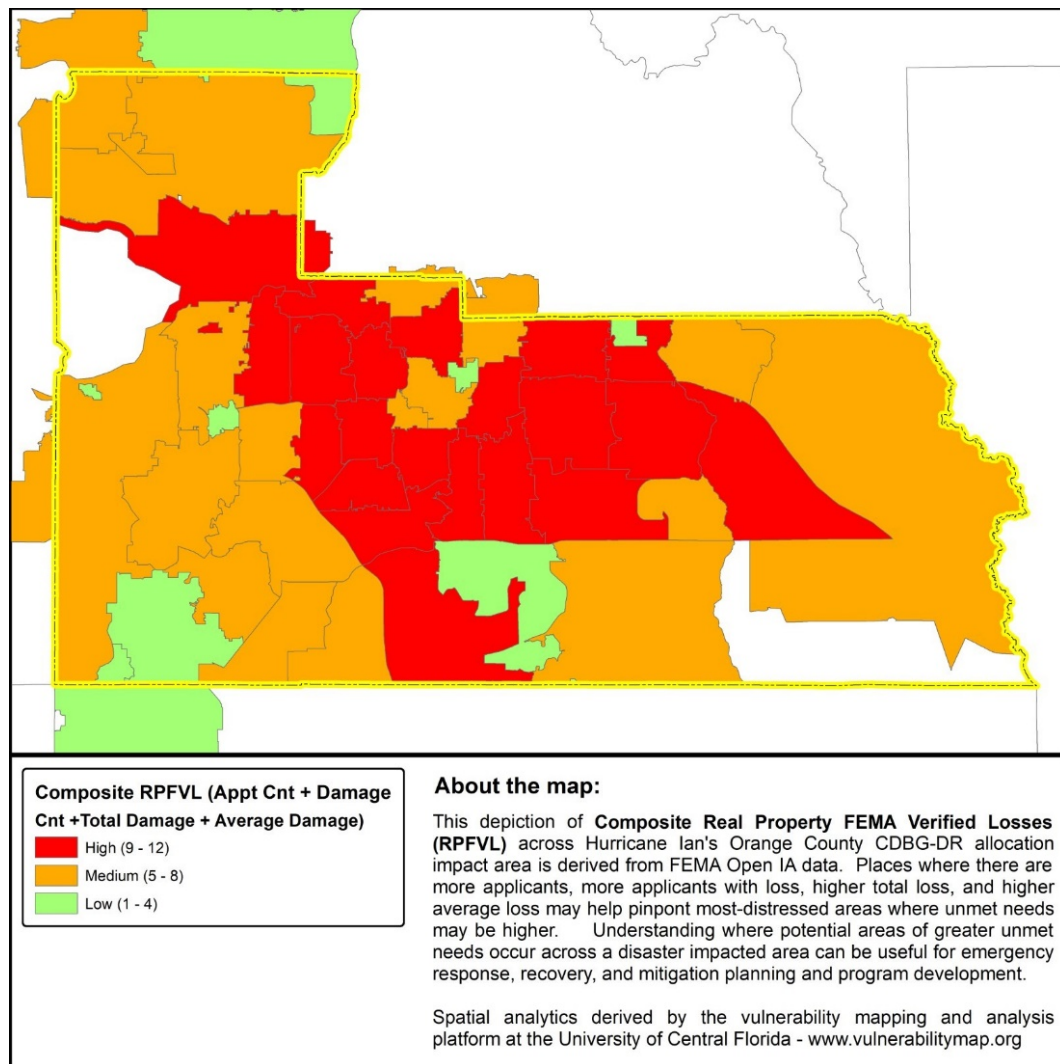 Composite RPFVL (Appt Cnt + Damage
Cnt +Total Damage + Average Damage)
High (9 - 12)
Medium (5 - 8)
Low (1 - 4)
About the map:
This depiction of Composite Real Property FEMA Verified Losses
(RPFVL) across Hurricane Ian's Orange County CDBG-DR allocation
impact area is derived from FEMA Open IA data. Places where there are
more applicants, more applicants with loss, higher total loss, and higher
average loss may help pinpont most-distressed areas where unmet needs
may be higher. Understanding where potential areas of greater unmet
needs occur across a disaster impacted area can be useful for emergency
response, recovery, and mitigation planning and program development.
Spatial analytics derived by the vulnerability mapping and analysis
platform at the University of Central Florida - www.vulnerabilitymap.org